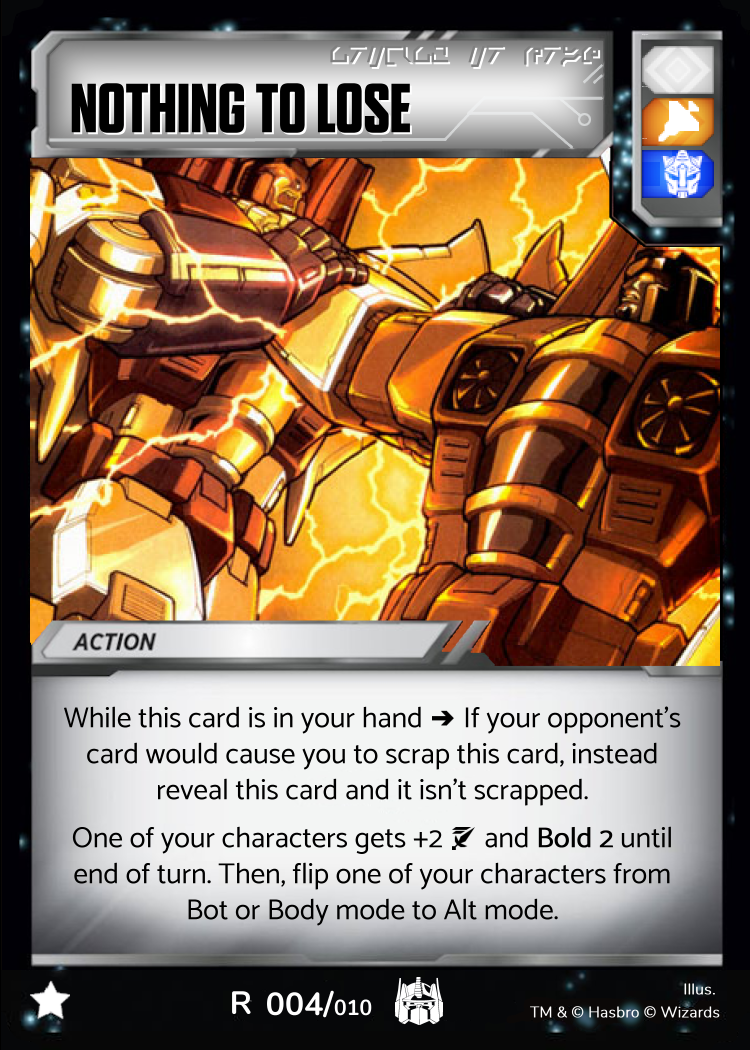 NOTHING TO LOSE
ACTION
While this card is in your hand ➔ If your opponent's
card would cause you to scrap this card, instead
reveal this card and it isn't scrapped.
One of your characters gets +2 and Bold 2 until
end of turn. Then, flip one of your characters from
Bot or Body mode to Alt mode.
R 004/010
Illus.
TM & © Hasbro © Wizards